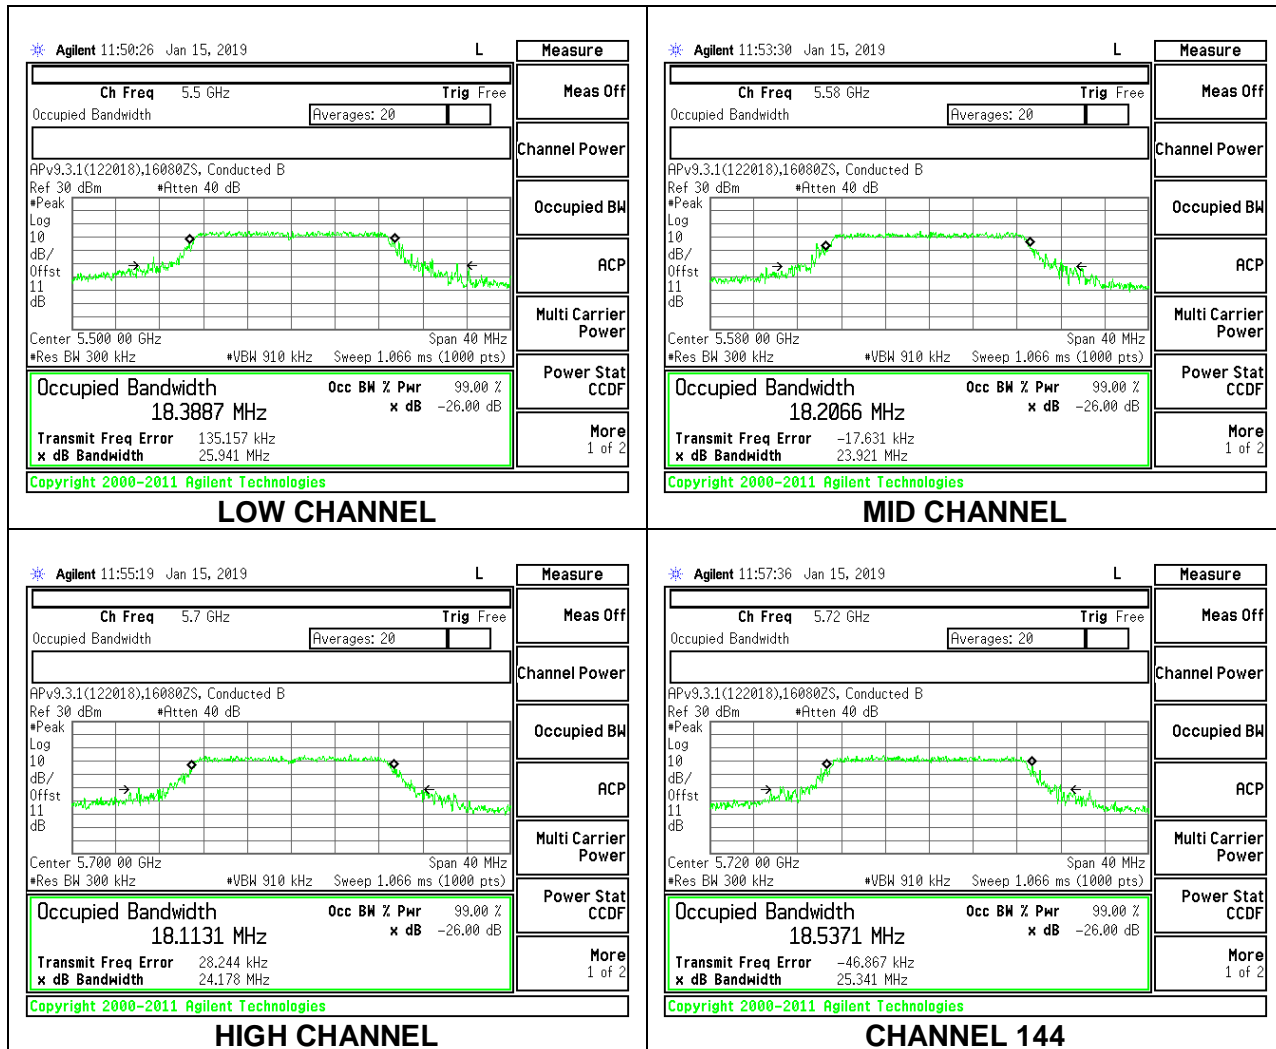 Agilent 11:50:26 Jan 15, 2019 L Measure
Ch Freq 5.5 GHz Trig Free
Occupied Bandwidth Averages: 20
APv9.3.1(122018),16080ZS, Conducted B
Ref 30 dBm #Atten 40 dB
#Peak
Log
10
dB/
Offst
11
dB
Center 5.500 00 GHz Span 40 MHz
#Res BW 300 kHz #VBW 910 kHz Sweep 1.066 ms (1000 pts)
Occupied Bandwidth Occ BW % Pwr 99.00 %
18.3887 MHz x dB -26.00 dB
Transmit Freq Error 135.157 kHz
x dB Bandwidth 25.941 MHz
Copyright 2000-2011 Agilent Technologies
Meas Off
Channel Power
Occupied BW
ACP
Multi Carrier
Power
Power Stat
CCDF
More
1 of 2
LOW CHANNEL
Agilent 11:53:30 Jan 15, 2019 L Measure
Ch Freq 5.58 GHz Trig Free
Occupied Bandwidth Averages: 20
APv9.3.1(122018),16080ZS, Conducted B
Ref 30 dBm #Atten 40 dB
#Peak
Log
10
dB/
Offst
11
dB
Center 5.580 00 GHz Span 40 MHz
#Res BW 300 kHz #VBW 910 kHz Sweep 1.066 ms (1000 pts)
Occupied Bandwidth Occ BW % Pwr 99.00 %
18.2066 MHz x dB -26.00 dB
Transmit Freq Error -17.631 kHz
x dB Bandwidth 23.921 MHz
Copyright 2000-2011 Agilent Technologies
Meas Off
Channel Power
Occupied BW
ACP
Multi Carrier
Power
Power Stat
CCDF
More
1 of 2
MID CHANNEL
Agilent 11:55:19 Jan 15, 2019 L Measure
Ch Freq 5.7 GHz Trig Free
Occupied Bandwidth Averages: 20
APv9.3.1(122018),16080ZS, Conducted B
Ref 30 dBm #Atten 40 dB
#Peak
Log
10
dB/
Offst
11
dB
Center 5.700 00 GHz Span 40 MHz
#Res BW 300 kHz #VBW 910 kHz Sweep 1.066 ms (1000 pts)
Occupied Bandwidth Occ BW % Pwr 99.00 %
18.1131 MHz x dB -26.00 dB
Transmit Freq Error 28.244 kHz
x dB Bandwidth 24.178 MHz
Copyright 2000-2011 Agilent Technologies
Meas Off
Channel Power
Occupied BW
ACP
Multi Carrier
Power
Power Stat
CCDF
More
1 of 2
HIGH CHANNEL
Agilent 11:57:36 Jan 15, 2019 L Measure
Ch Freq 5.72 GHz Trig Free
Occupied Bandwidth Averages: 20
APv9.3.1(122018),16080ZS, Conducted B
Ref 30 dBm #Atten 40 dB
#Peak
Log
10
dB/
Offst
11
dB
Center 5.720 00 GHz Span 40 MHz
#Res BW 300 kHz #VBW 910 kHz Sweep 1.066 ms (1000 pts)
Occupied Bandwidth Occ BW % Pwr 99.00 %
18.5371 MHz x dB -26.00 dB
Transmit Freq Error -46.867 kHz
x dB Bandwidth 25.341 MHz
Copyright 2000-2011 Agilent Technologies
Meas Off
Channel Power
Occupied BW
ACP
Multi Carrier
Power
Power Stat
CCDF
More
1 of 2
CHANNEL 144